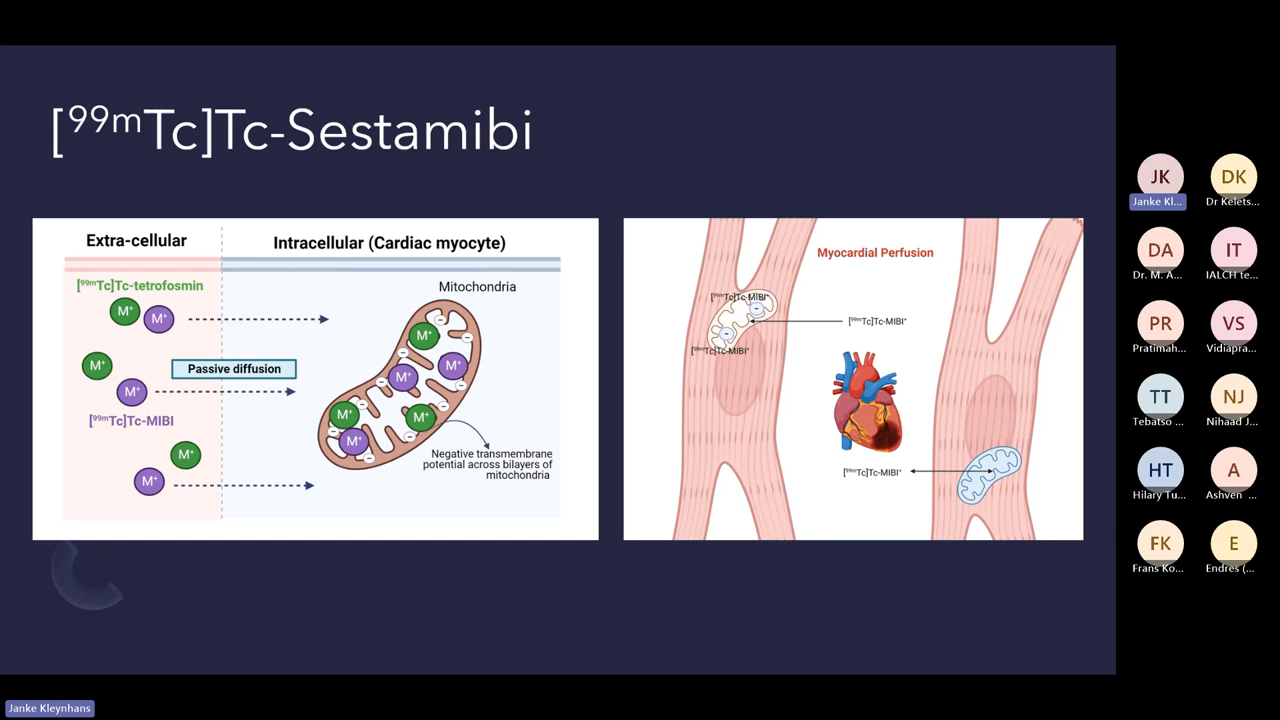 [⁹⁹ᵐTc]Tc-Sestamibi
Extra-cellular
Intracellular (Cardiac myocyte)
[⁹⁹ᵐTc]Tc-tetrofosmin
M⁺
M⁺
M⁺
Passive diffusion
M⁺
[⁹⁹ᵐTc]Tc-MIBI
M⁺
M⁺
Mitochondria
M⁺
M⁺
M⁺
M⁺
M⁺
M⁺
Negative transmembrane
potential across bilayers of
mitochondria
Myocardial Perfusion
[⁹⁹ᵐTc]Tc-MIBI⁺
[⁹⁹ᵐTc]Tc-MIBI⁺
[⁹⁹ᵐTc]Tc-MIBI⁺
[⁹⁹ᵐTc]Tc-MIBI⁺
JK
Janke Kl...
DK
Dr Kelets...
DA
Dr. M. A...
IT
IALCH te...
PR
Pratimah...
VS
Vidiapra...
TT
Tebatso ...
NJ
Nihaad J...
HT
Hilary Tu...
A
Ashven ...
FK
Frans Ko...
E
Endres (...
Janke Kleynhans